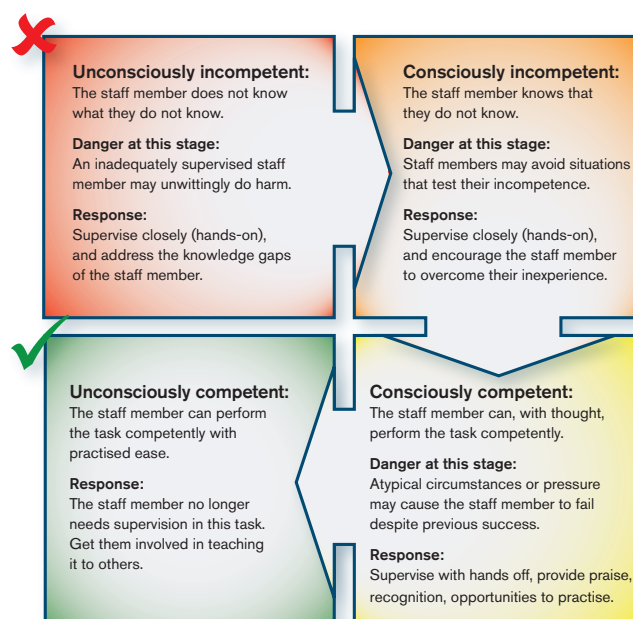 Unconsciously incompetent:
The staff member does not know
what they do not know.
Danger at this stage:
An inadequately supervised staff
member may unwittingly do harm.
Response:
Supervise closely (hands-on),
and address the knowledge gaps
of the staff member.
Consciously incompetent:
The staff member knows that
they do not know.
Danger at this stage:
Staff members may avoid situations
that test their incompetence.
Response:
Supervise closely (hands-on),
and encourage the staff member
to overcome their inexperience.
Unconsciously competent:
The staff member can perform
the task competently with
practised ease.
Response:
The staff member no longer
needs supervision in this task.
Get them involved in teaching
it to others.
Consciously competent:
The staff member can, with thought,
perform the task competently.
Danger at this stage:
Atypical circumstances or pressure
may cause the staff member to fail
despite previous success.
Response:
Supervise with hands off, provide praise,
recognition, opportunities to practise.